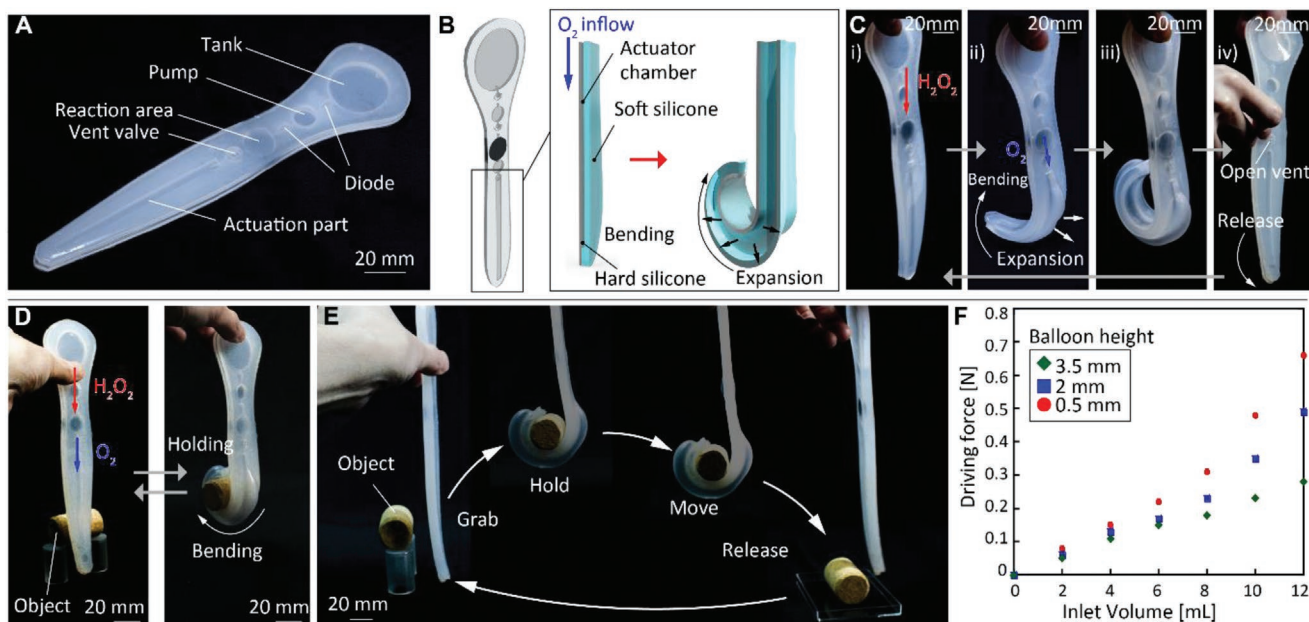 A
Tank
Pump
Reaction area
Vent valve
Diode
Actuation part
20 mm
B
O₂ inflow
Actuator
chamber
Soft silicone
Bending
Hard silicone
Expansion
C
20mm
i)
H₂O₂
20mm
ii)
O₂
Bending
Expansion
20mm
iii)
20mm
iv)
Open vent
Release
D
H₂O₂
O₂
Object
20 mm
Holding
Bending
20 mm
E
Object
Grab
Hold
Move
Release
20 mm
F
Balloon height
3.5 mm
2 mm
0.5 mm
Driving force [N]
0.8
0.7
0.6
0.5
0.4
0.3
0.2
0.1
0
0 2 4 6 8 10 12
Inlet Volume [mL]